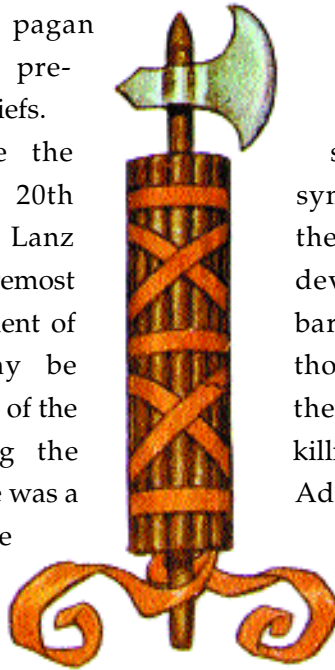 pagan
pre-
iefs.
e the
20th
Lanz
emost
ent of
ay be
of the
g the
e was a
e
s
syn
the
dev
bar
tho
the
kill
Ad